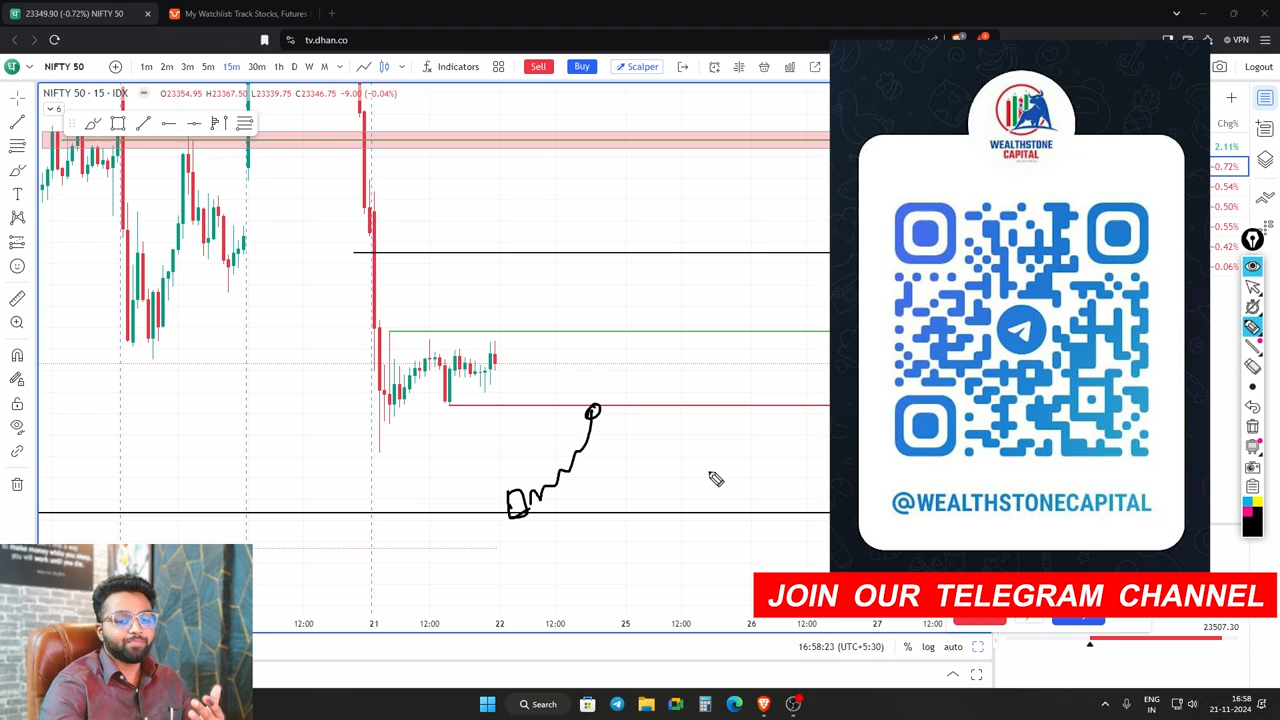 23349.90 (-0.72%) NIFTY 50
My Watchlist: Track Stocks, Futures
tv.dhan.co
VPN
NIFTY 50
1m 2m 3m 5m 15m 30m 1h D W M
Indicators
Sell
Buy
Scalper
Logout
NIFTY 50 · 15 · IDX
O23354.95 H23367.50 L23339.75 C23346.75 -9.00 (-0.04%)
6
Chg%
2.11%
-0.72%
-0.54%
-0.50%
-0.55%
-0.42%
-0.06%
WEALTHSTONE
CAPITAL
@WEALTHSTONECAPITAL
JOIN OUR TELEGRAM CHANNEL
12:00 21 12:00 22 12:00 25 12:00 26 12:00 27 12:00
23507.30
16:58:23 (UTC+5:30) % log auto
Search
ENG
IN
16:58
21-11-2024